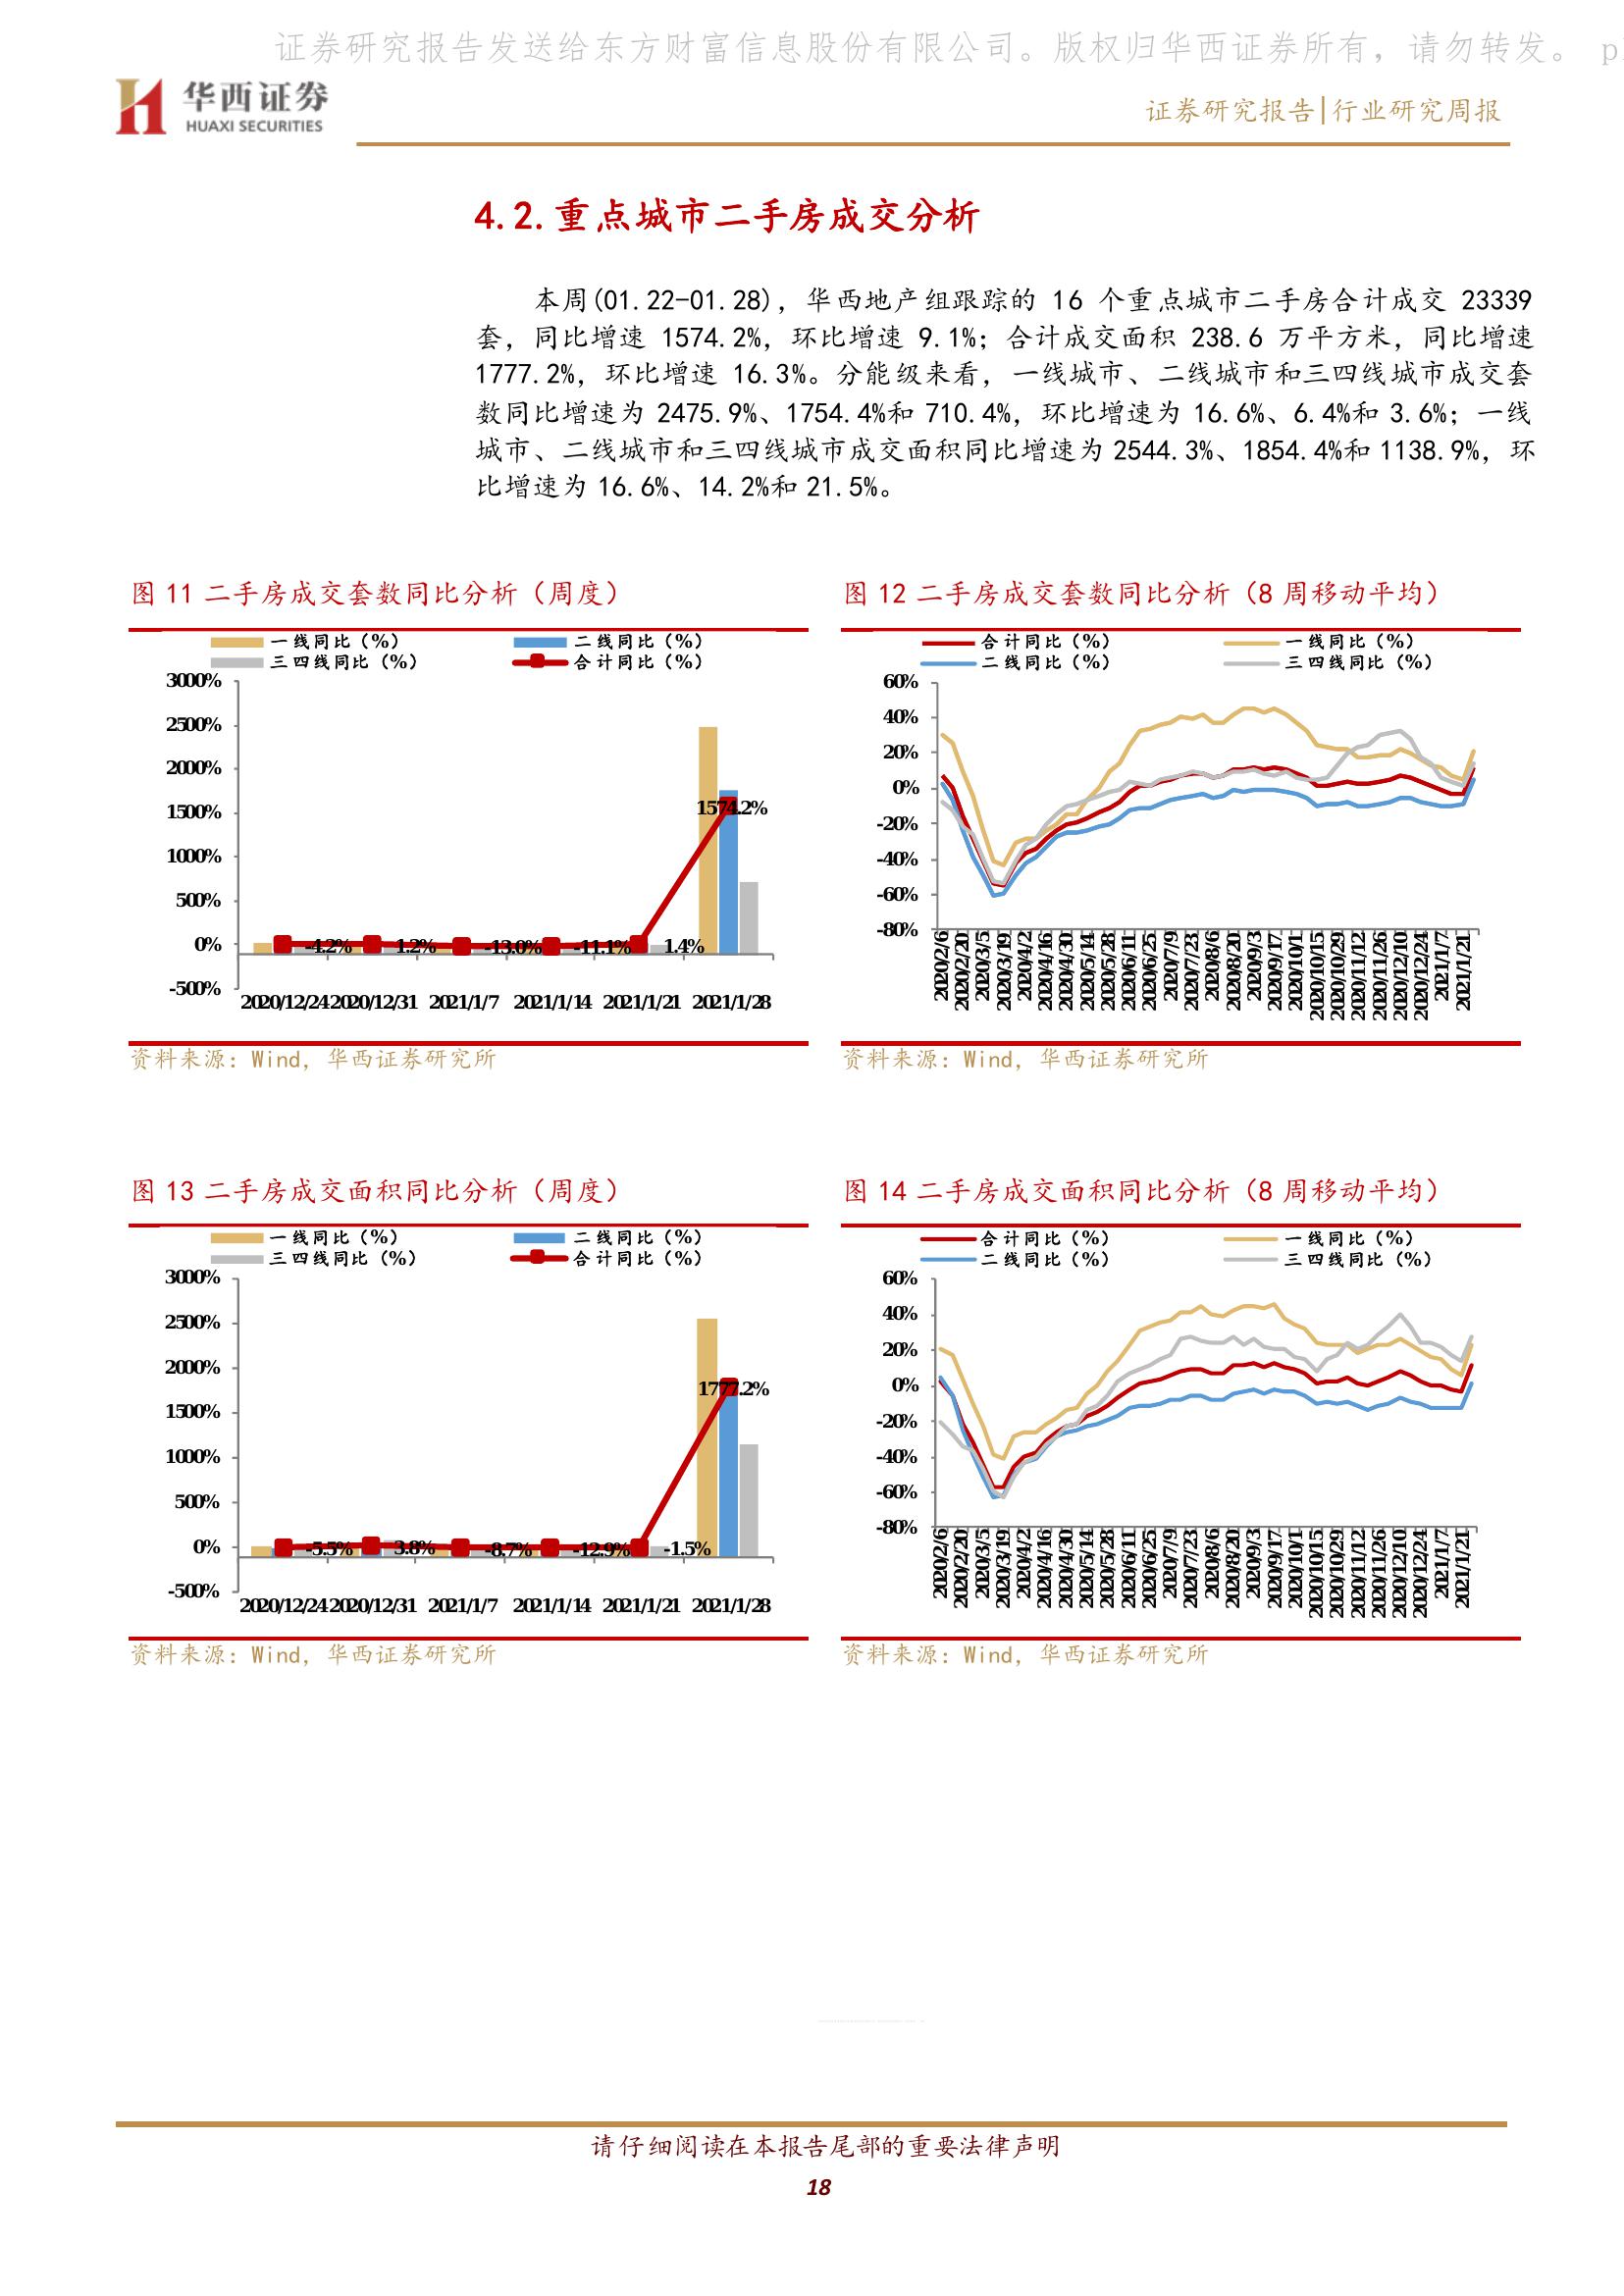 证券研究报告发送给东方财富信息股份有限公司。版权归华西证券所有，请勿转发。 p
华西证券
HUAXI SECURITIES
证券研究报告|行业研究周报
4.2.重点城市二手房成交分析
本周(01.22-01.28)，华西地产组跟踪的 16 个重点城市二手房合计成交 23339
套，同比增速 1574.2%，环比增速 9.1%；合计成交面积 238.6 万平方米，同比增速
1777.2%，环比增速 16.3%。分能级来看，一线城市、二线城市和三四线城市成交套
数同比增速为 2475.9%、1754.4%和 710.4%，环比增速为 16.6%、6.4%和 3.6%；一线
城市、二线城市和三四线城市成交面积同比增速为 2544.3%、1854.4%和 1138.9%，环
比增速为 16.6%、14.2%和 21.5%。
图 11 二手房成交套数同比分析（周度）
一线同比（%） 二线同比（%）
三四线同比（%） 合计同比（%）
3000%
2500%
2000%
1500%
1000%
500%
0%
-500%
-4.2% 1.2% -13.0% -11.1% 1.4% 1574.2%
2020/12/24 2020/12/31 2021/1/7 2021/1/14 2021/1/21 2021/1/28
资料来源：Wind，华西证券研究所
图 12 二手房成交套数同比分析（8 周移动平均）
合计同比（%） 一线同比（%）
二线同比（%） 三四线同比（%）
60%
40%
20%
0%
-20%
-40%
-60%
-80%
2020/2/6 2020/2/20 2020/3/5 2020/3/19 2020/4/2 2020/4/16 2020/4/30 2020/5/14 2020/5/28 2020/6/11 2020/6/25 2020/7/9 2020/7/23 2020/8/6 2020/8/20 2020/9/3 2020/9/17 2020/10/1 2020/10/15 2020/10/29 2020/11/12 2020/11/26 2020/12/10 2020/12/24 2021/1/7 2021/1/21
资料来源：Wind，华西证券研究所
图 13 二手房成交面积同比分析（周度）
一线同比（%） 二线同比（%）
三四线同比（%） 合计同比（%）
3000%
2500%
2000%
1500%
1000%
500%
0%
-500%
-5.5% 3.8% -8.7% -12.9% -1.5% 1777.2%
2020/12/24 2020/12/31 2021/1/7 2021/1/14 2021/1/21 2021/1/28
资料来源：Wind，华西证券研究所
图 14 二手房成交面积同比分析（8 周移动平均）
合计同比（%） 一线同比（%）
二线同比（%） 三四线同比（%）
60%
40%
20%
0%
-20%
-40%
-60%
-80%
2020/2/6 2020/2/20 2020/3/5 2020/3/19 2020/4/2 2020/4/16 2020/4/30 2020/5/14 2020/5/28 2020/6/11 2020/6/25 2020/7/9 2020/7/23 2020/8/6 2020/8/20 2020/9/3 2020/9/17 2020/10/1 2020/10/15 2020/10/29 2020/11/12 2020/11/26 2020/12/10 2020/12/24 2021/1/7 2021/1/21
资料来源：Wind，华西证券研究所
请仔细阅读在本报告尾部的重要法律声明
18